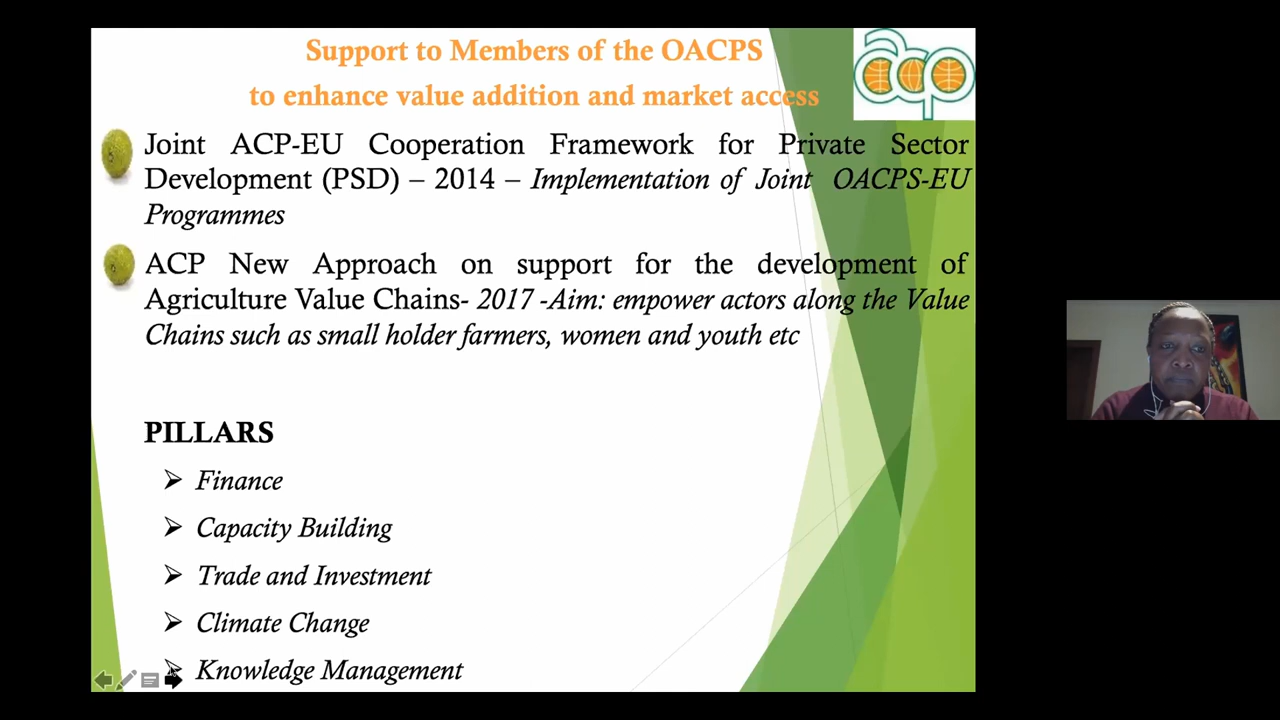 Support to Members of the OACPS
to enhance value addition and market access
acp
Joint ACP-EU Cooperation Framework for Private Sector
Development (PSD) – 2014 – Implementation of Joint OACPS-EU
Programmes
ACP New Approach on support for the development of
Agriculture Value Chains- 2017 -Aim: empower actors along the Value
Chains such as small holder farmers, women and youth etc
PILLARS
Finance
Capacity Building
Trade and Investment
Climate Change
Knowledge Management